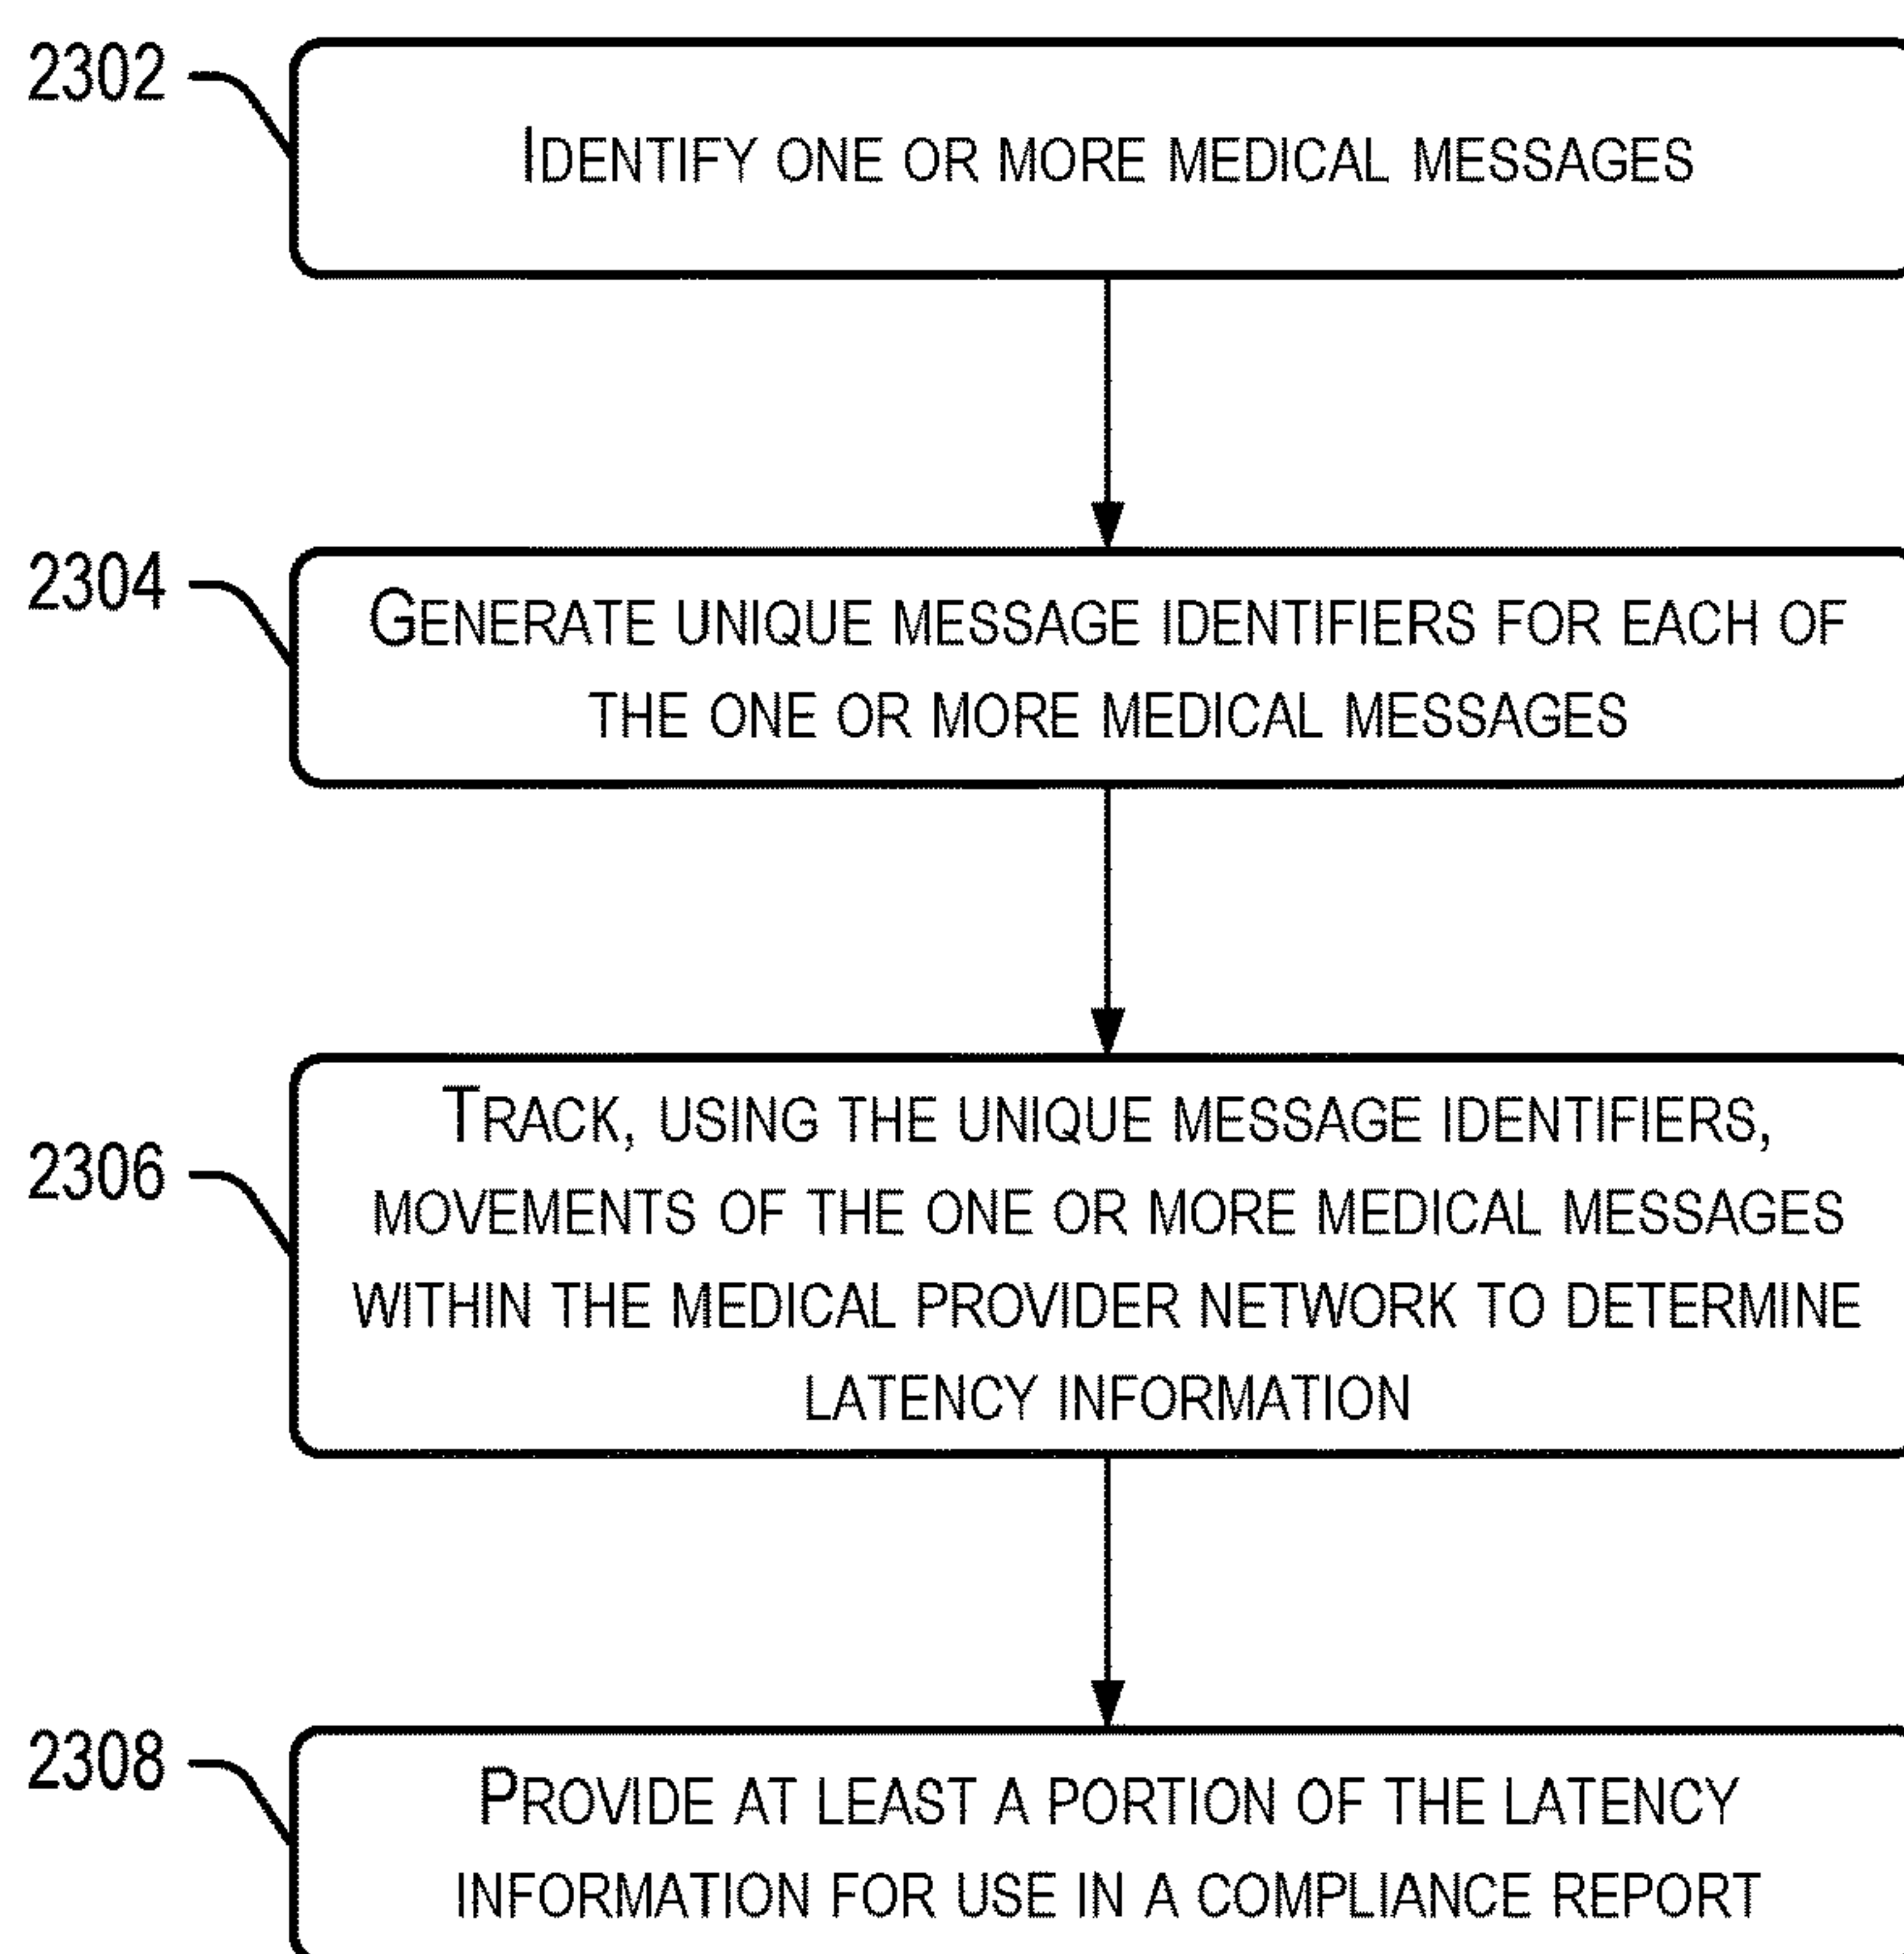 2302
IDENTIFY ONE OR MORE MEDICAL MESSAGES
2304
GENERATE UNIQUE MESSAGE IDENTIFIERS FOR EACH OF
THE ONE OR MORE MEDICAL MESSAGES
2306
TRACK, USING THE UNIQUE MESSAGE IDENTIFIERS,
MOVEMENTS OF THE ONE OR MORE MEDICAL MESSAGES
WITHIN THE MEDICAL PROVIDER NETWORK TO DETERMINE
LATENCY INFORMATION
2308
PROVIDE AT LEAST A PORTION OF THE LATENCY
INFORMATION FOR USE IN A COMPLIANCE REPORT